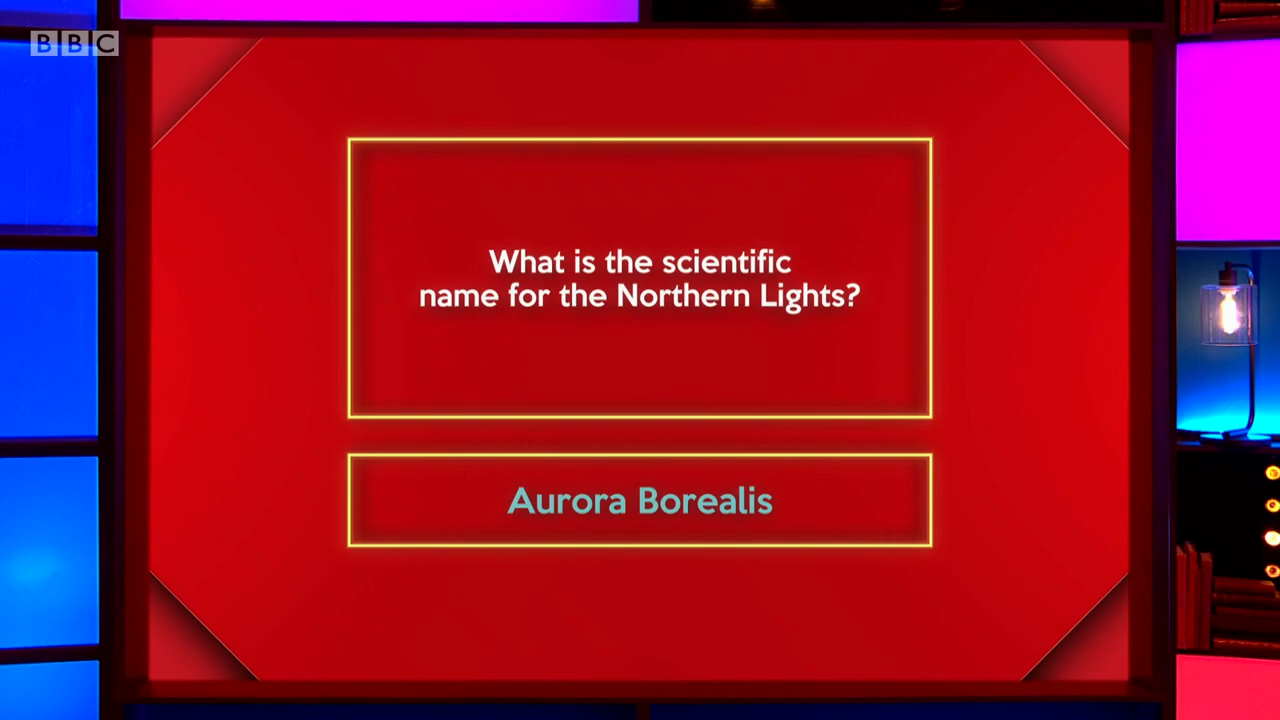 BBC
What is the scientific
name for the Northern Lights?
Aurora Borealis